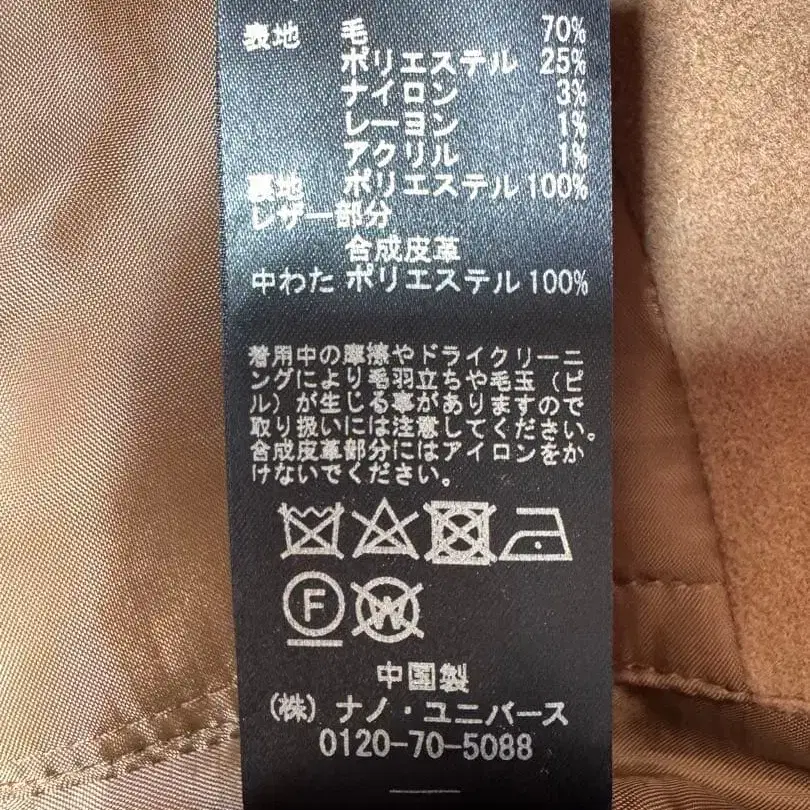 表地 毛 70%
ポリエステル 25%
ナイロン 3%
レーヨン 1%
アクリル 1%
裏地 ポリエステル 100%
レザー部分
合成皮革
中わた ポリエステル 100%
着用中の摩擦やドライクリーニ
ングにより毛羽立ちや毛玉（ピ
ル）が生じる事がありますので
取り扱いには注意してください。
合成皮革部分にはアイロンをか
けないでください。
F W
中国製
(株) ナノ・ユニバース
0120-70-5088